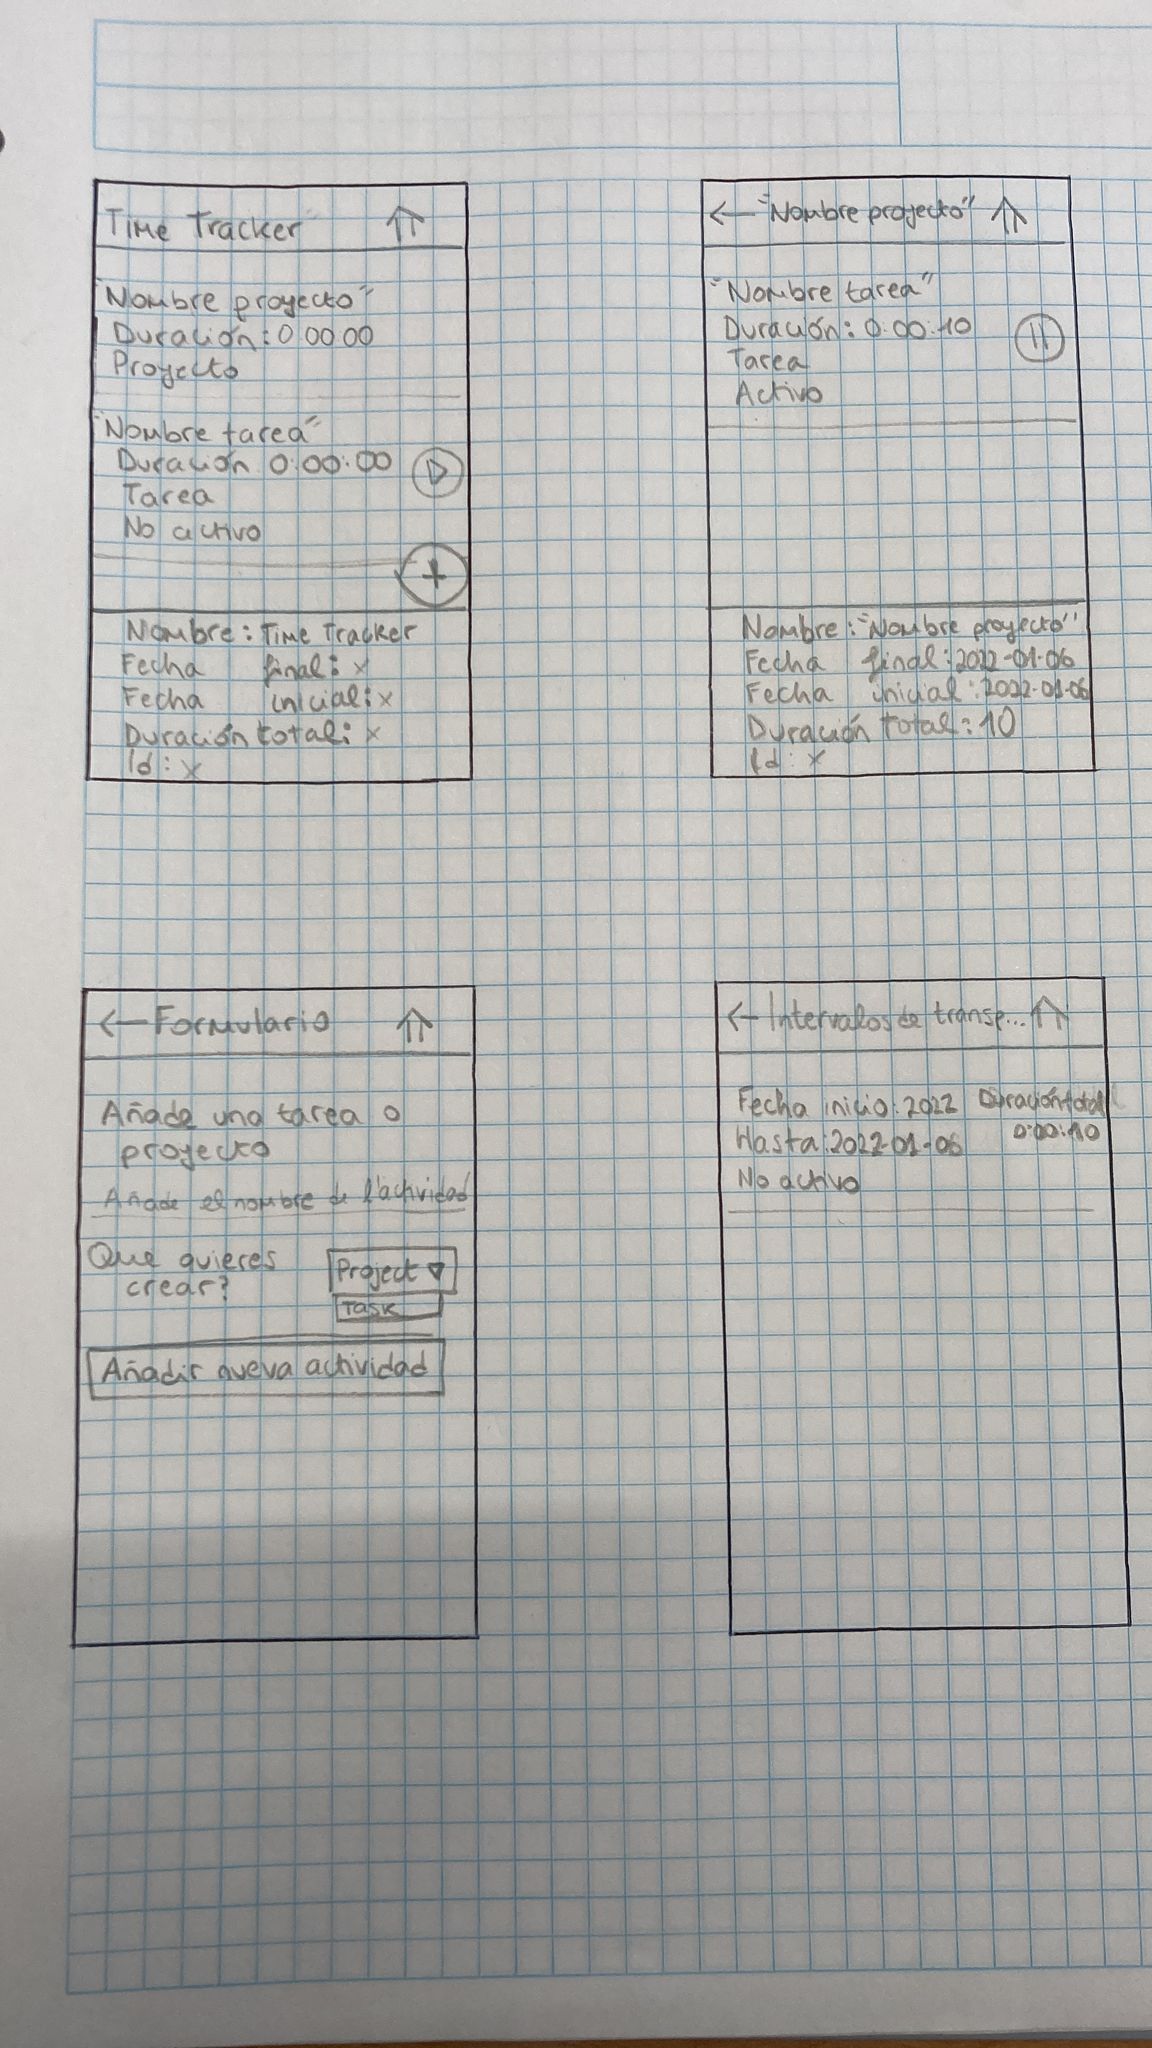 Time Tracker
"Nombre proyecto"
Duración: 0:00:00
Proyecto
"Nombre tarea"
Duración 0:00:00
Tarea
No activo
+
Nombre: Time Tracker
Fecha final: x
Fecha inicial: x
Duración total: x
Id: x
← "Nombre proyecto"
"Nombre tarea"
Duración: 0:00:10
Tarea
Activo
Nombre: "Nombre proyecto"
Fecha final: 2022-01-06
Fecha inicial: 2022-01-06
Duración total: 10
Id: x
← Formulario
Añade una tarea o
proyecto
Añade el nombre de l'actividad
Que quieres
crear?
Project
Task
Añadir nueva actividad
← Intervalos de transp...
Fecha inicio: 2022 Duración total
Hasta: 2022-01-06 0:00:10
No activo